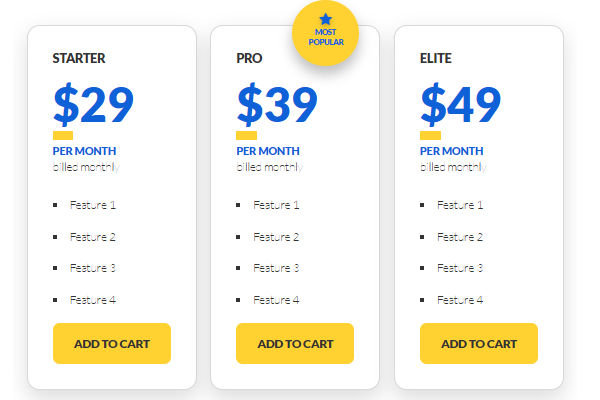 STARTER
$29
PER MONTH
billed monthly
Feature 1
Feature 2
Feature 3
Feature 4
ADD TO CART
MOST
POPULAR
PRO
$39
PER MONTH
billed monthly
Feature 1
Feature 2
Feature 3
Feature 4
ADD TO CART
ELITE
$49
PER MONTH
billed monthly
Feature 1
Feature 2
Feature 3
Feature 4
ADD TO CART